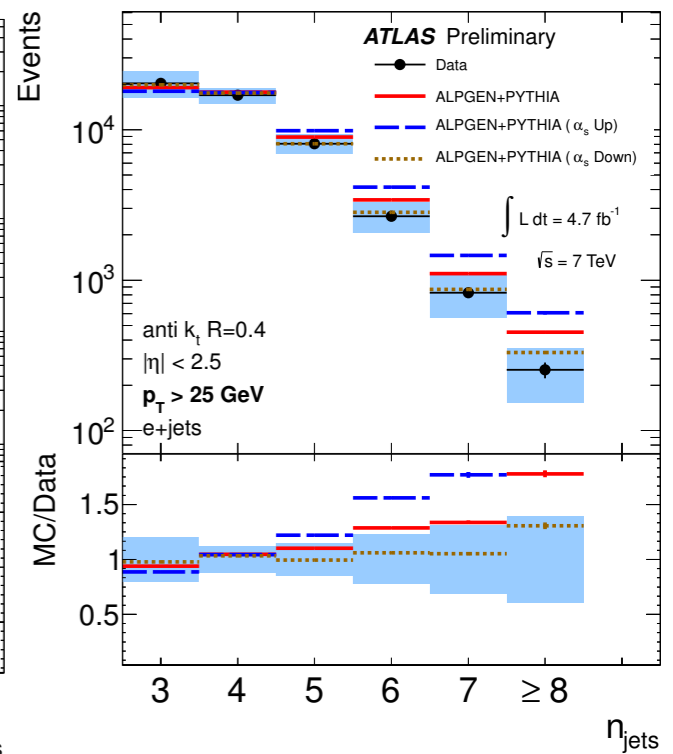 Events
ATLAS Preliminary
Data
ALPGEN+PYTHIA
ALPGEN+PYTHIA ( αs Up)
ALPGEN+PYTHIA ( αs Down)
∫ L dt = 4.7 fb⁻¹
√s = 7 TeV
10⁴
10³
10²
anti kt R=0.4
|η| < 2.5
pT > 25 GeV
e+jets
MC/Data
1.5
1
0.5
3 4 5 6 7 ≥ 8
njets